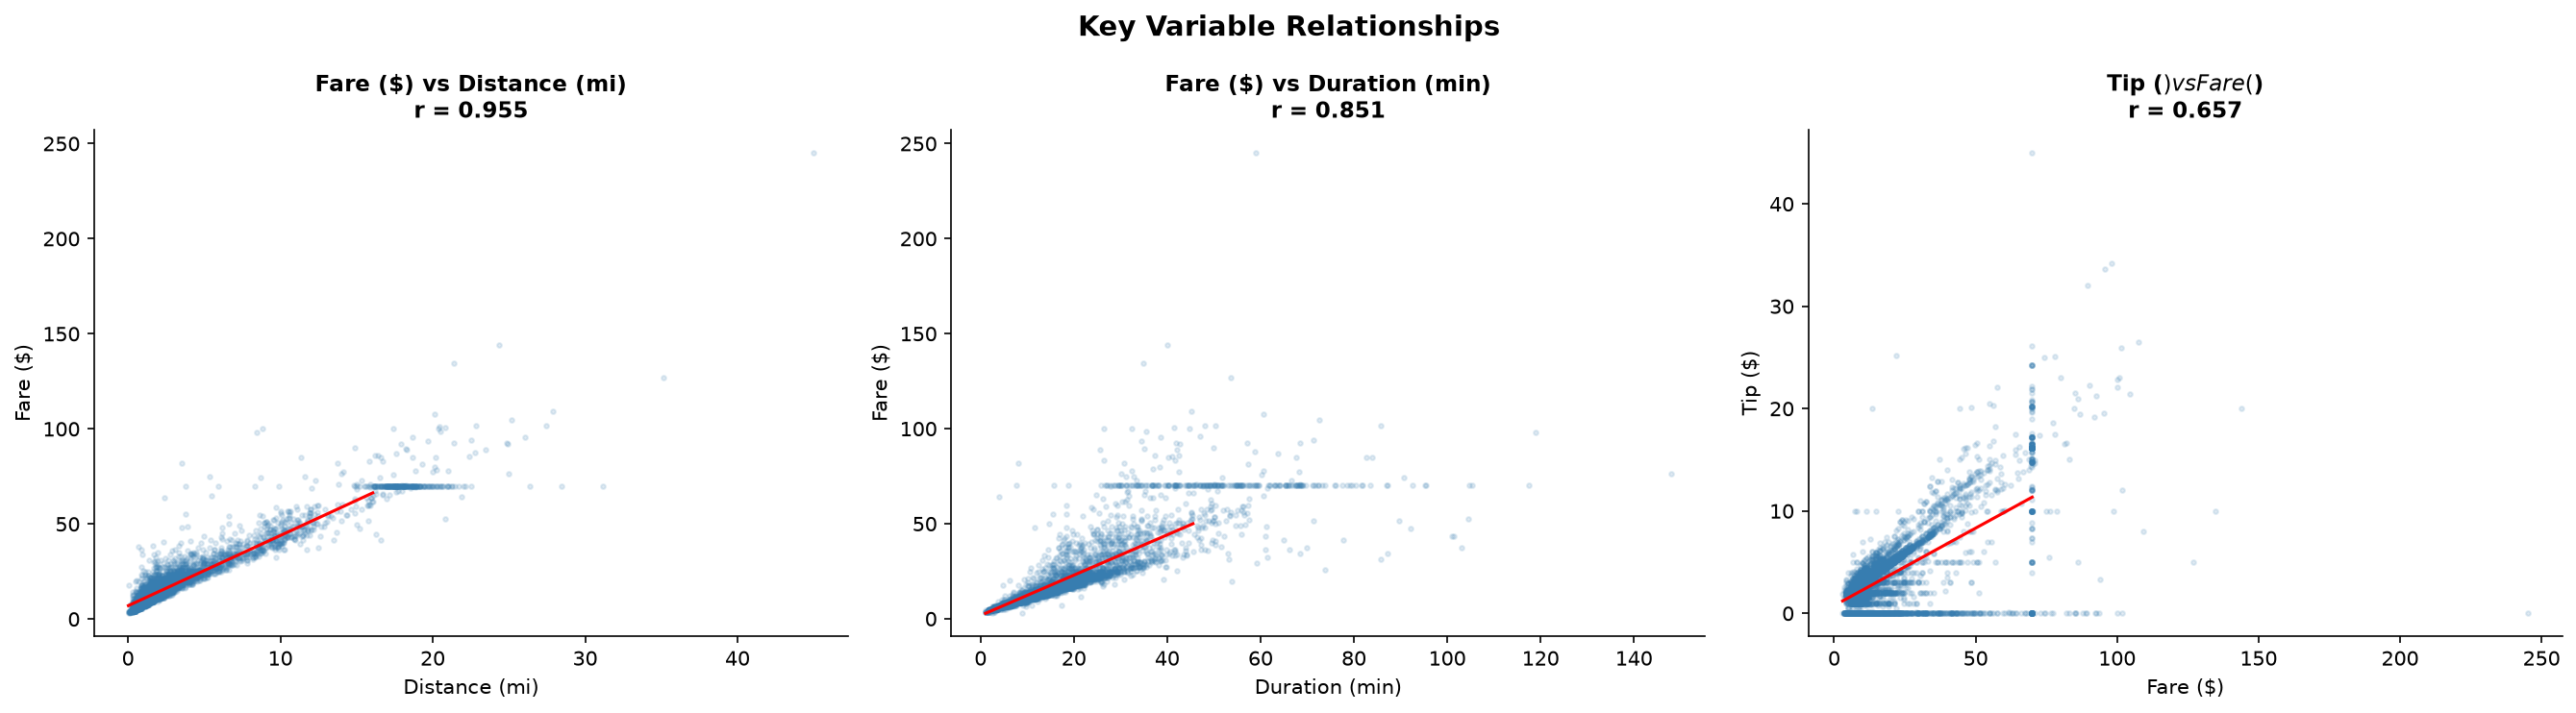 Key Variable Relationships
Fare ($) vs Distance (mi)
r = 0.955
250
200
150
100
50
0
Fare ($)
0 10 20 30 40
Distance (mi)
Fare ($) vs Duration (min)
r = 0.851
250
200
150
100
50
0
Fare ($)
0 20 40 60 80 100 120 140
Duration (min)
Tip ()vsFare()
r = 0.657
40
30
20
10
0
Tip ($)
0 50 100 150 200 250
Fare ($)